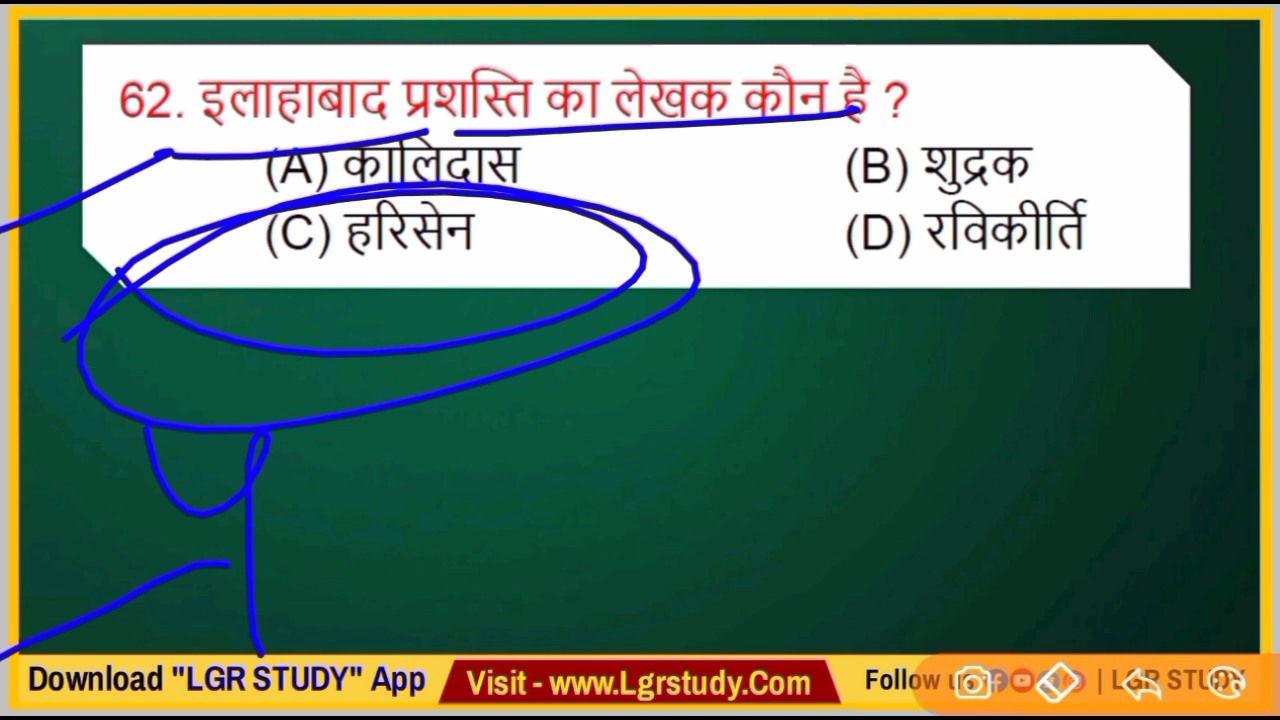 62. इलाहाबाद प्रशस्ति का लेखक कौन है ?
(A) कालिदास (B) शुद्रक
(C) हरिसेन (D) रविकीर्ति
Download "LGR STUDY" App Visit - www.Lgrstudy.Com Follow us | LGR STUDY